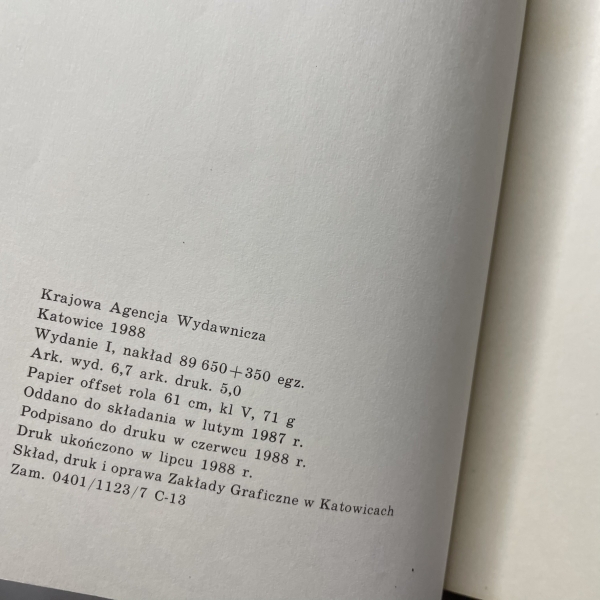 Krajowa Agencja Wydawnicza
Katowice 1988
Wydanie I, nakład 89 650+350 egz.
Ark. wyd. 6,7 ark. druk. 5,0
Papier offset rola 61 cm, kl V, 71 g
Oddano do składania w lutym 1987 r.
Podpisano do druku w czerwcu 1988 r.
Druk ukończono w lipcu 1988 r.
Skład, druk i oprawa Zakłady Graficzne w Katowicach
Zam. 0401/1123/7 C-13